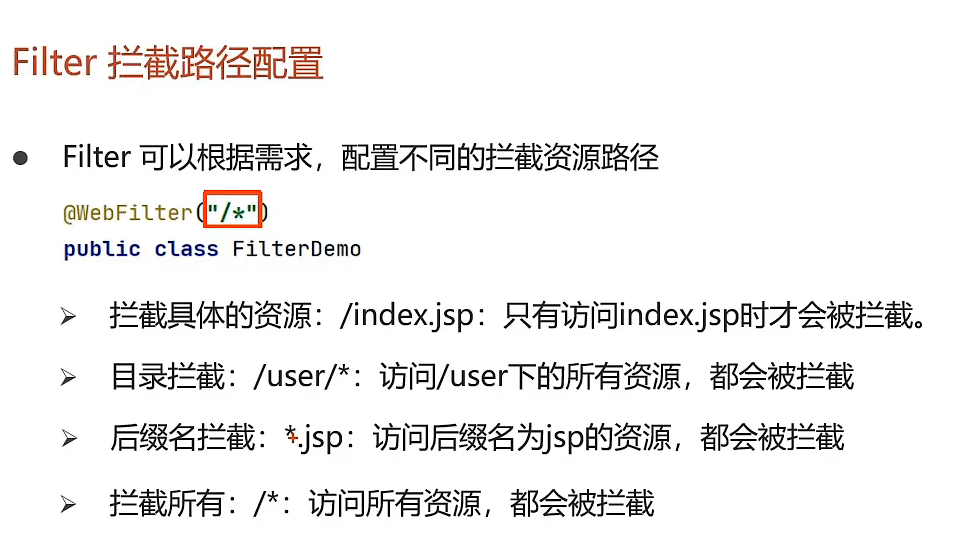 Filter 拦截路径配置
● Filter 可以根据需求，配置不同的拦截资源路径
@WebFilter("/*")
public class FilterDemo
➢ 拦截具体的资源：/index.jsp：只有访问index.jsp时才会被拦截。
➢ 目录拦截：/user/*：访问/user下的所有资源，都会被拦截
➢ 后缀名拦截：*.jsp：访问后缀名为jsp的资源，都会被拦截
➢ 拦截所有：/*：访问所有资源，都会被拦截